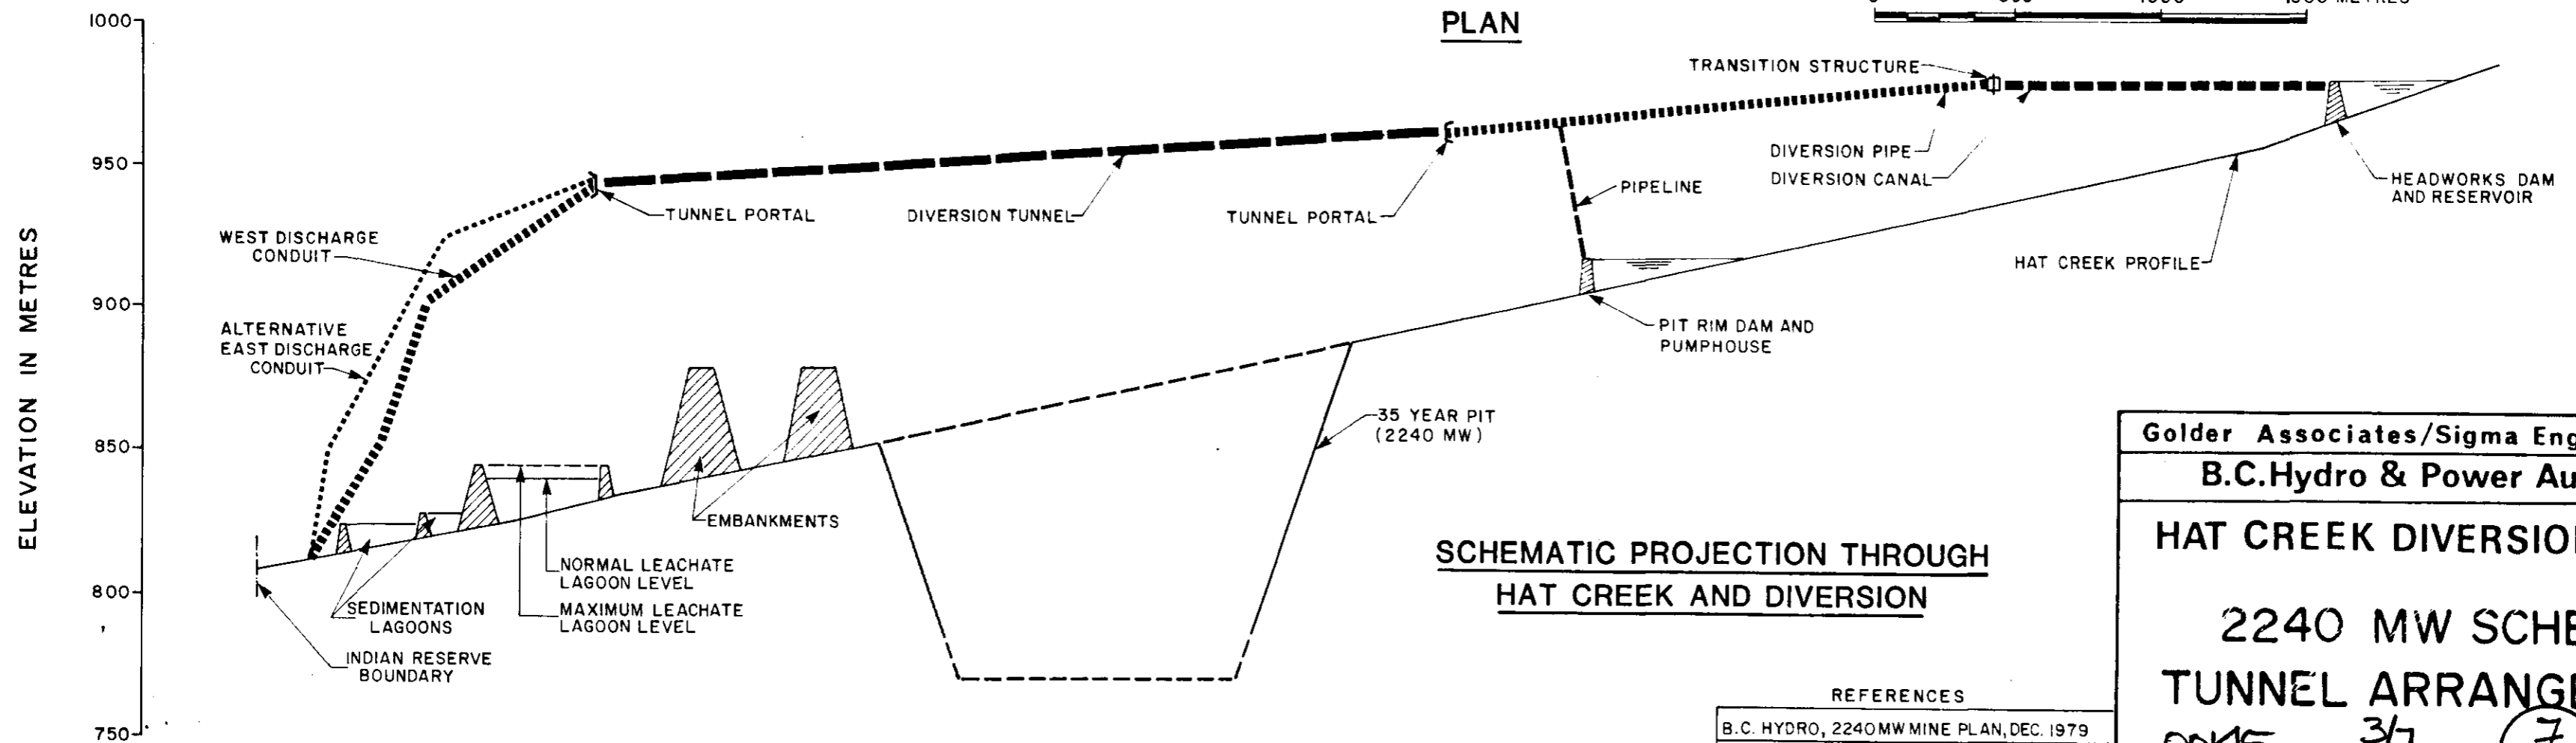 PLAN
METRES
1000
950
900
850
800
750
ELEVATION IN METRES
TRANSITION STRUCTURE
DIVERSION PIPE
DIVERSION CANAL
HEADWORKS DAM
AND RESERVOIR
TUNNEL PORTAL
DIVERSION TUNNEL
TUNNEL PORTAL
PIPELINE
WEST DISCHARGE
CONDUIT
HAT CREEK PROFILE
ALTERNATIVE
EAST DISCHARGE
CONDUIT
PIT RIM DAM AND
PUMPHOUSE
35 YEAR PIT
(2240 MW)
EMBANKMENTS
NORMAL LEACHATE
LAGOON LEVEL
MAXIMUM LEACHATE
LAGOON LEVEL
SEDIMENTATION
LAGOONS
INDIAN RESERVE
BOUNDARY
SCHEMATIC PROJECTION THROUGH
HAT CREEK AND DIVERSION
REFERENCES
B.C. HYDRO, 2240 MW MINE PLAN, DEC. 1979
Golder Associates/Sigma Eng
B.C.Hydro & Power Au
HAT CREEK DIVERSIO
2240 MW SCHE
TUNNEL ARRANGE
3/7
7